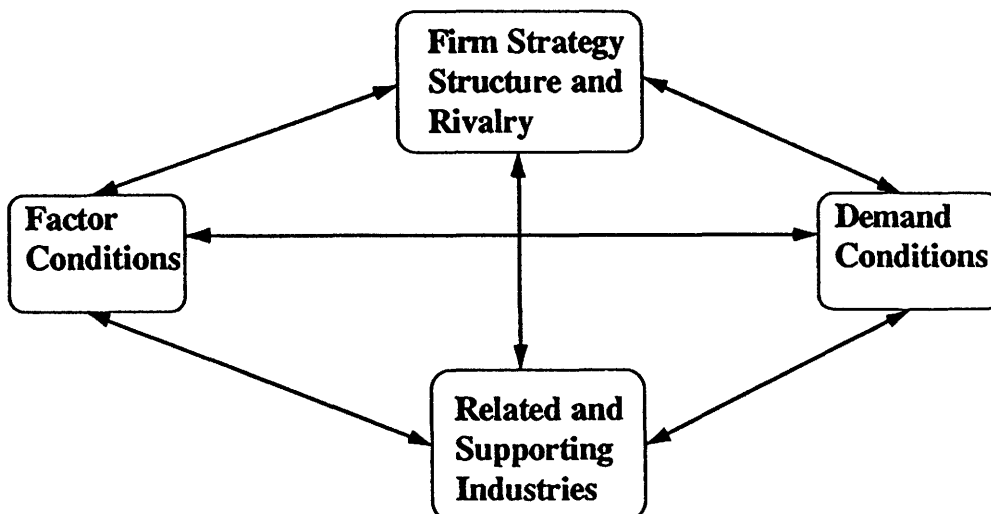 Firm Strategy
Structure and
Rivalry
Factor
Conditions
Demand
Conditions
Related and
Supporting
Industries